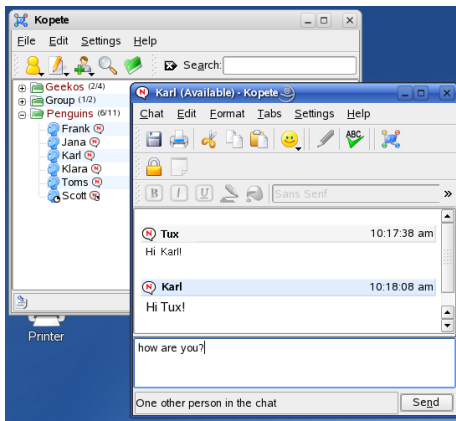 Kopete
File Edit Settings Help
Search:
Geekos (2/4)
Group (1/2)
Penguins (6/11)
Frank
Jana
Karl
Klara
Toms
Scott
Printer
Karl (Available) - Kopete
Chat Edit Format Tabs Settings Help
ABC
B I U Sans Serif »
N Tux 10:17:38 am
Hi Karl!
N Karl 10:18:08 am
Hi Tux!
how are you?
One other person in the chat Send